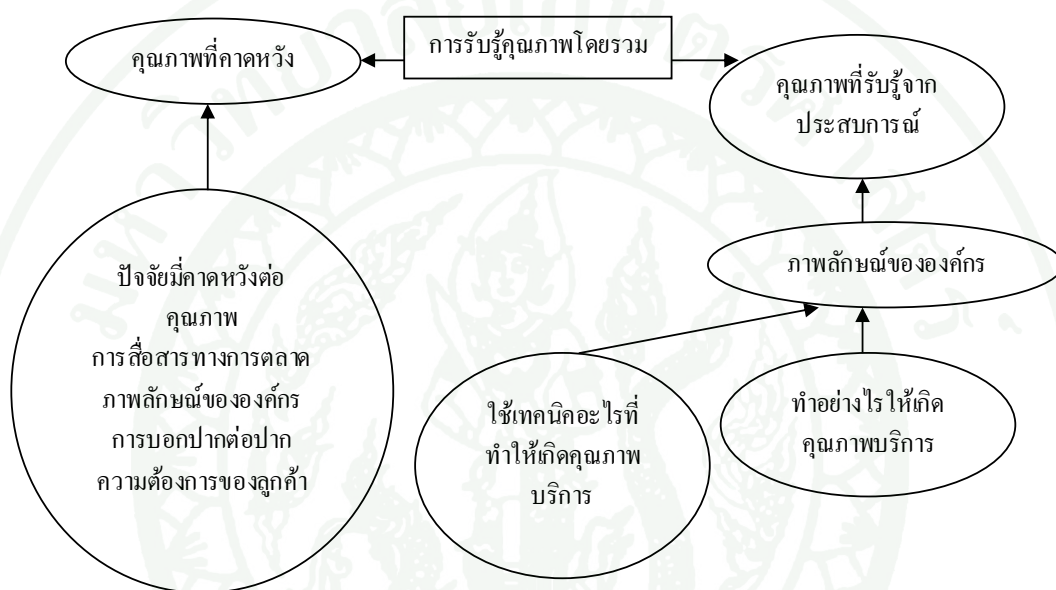 คุณภาพที่คาดหวัง
การรับรู้คุณภาพโดยรวม
คุณภาพที่รับรู้จาก
ประสบการณ์
ปัจจัยมี่คาดหวังต่อ
คุณภาพ
การสื่อสารทางการตลาด
ภาพลักษณ์ขององค์กร
การบอกปากต่อปาก
ความต้องการของลูกค้า
ภาพลักษณ์ขององค์กร
ใช้เทคนิคอะไรที่
ทำให้เกิดคุณภาพ
บริการ
ทำอย่างไรให้เกิด
คุณภาพบริการ